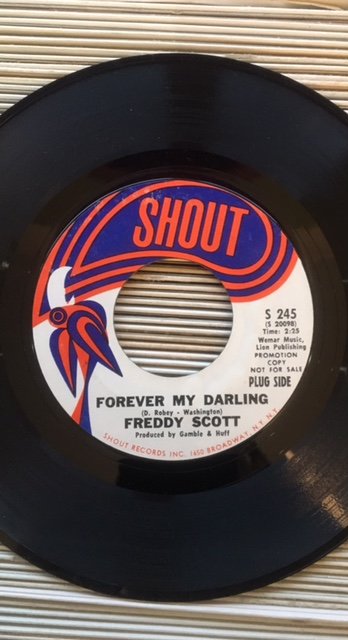 SHOUT
S 245
(S 20098)
Time: 2:25
Wemar Music,
Lion Publishing
PROMOTION
COPY
NOT FOR SALE
PLUG SIDE
FOREVER MY DARLING
(D. Robey - Washington)
FREDDY SCOTT
Produced by Gamble & Huff
SHOUT RECORDS INC. 1650 BROADWAY, N.Y. N.Y.